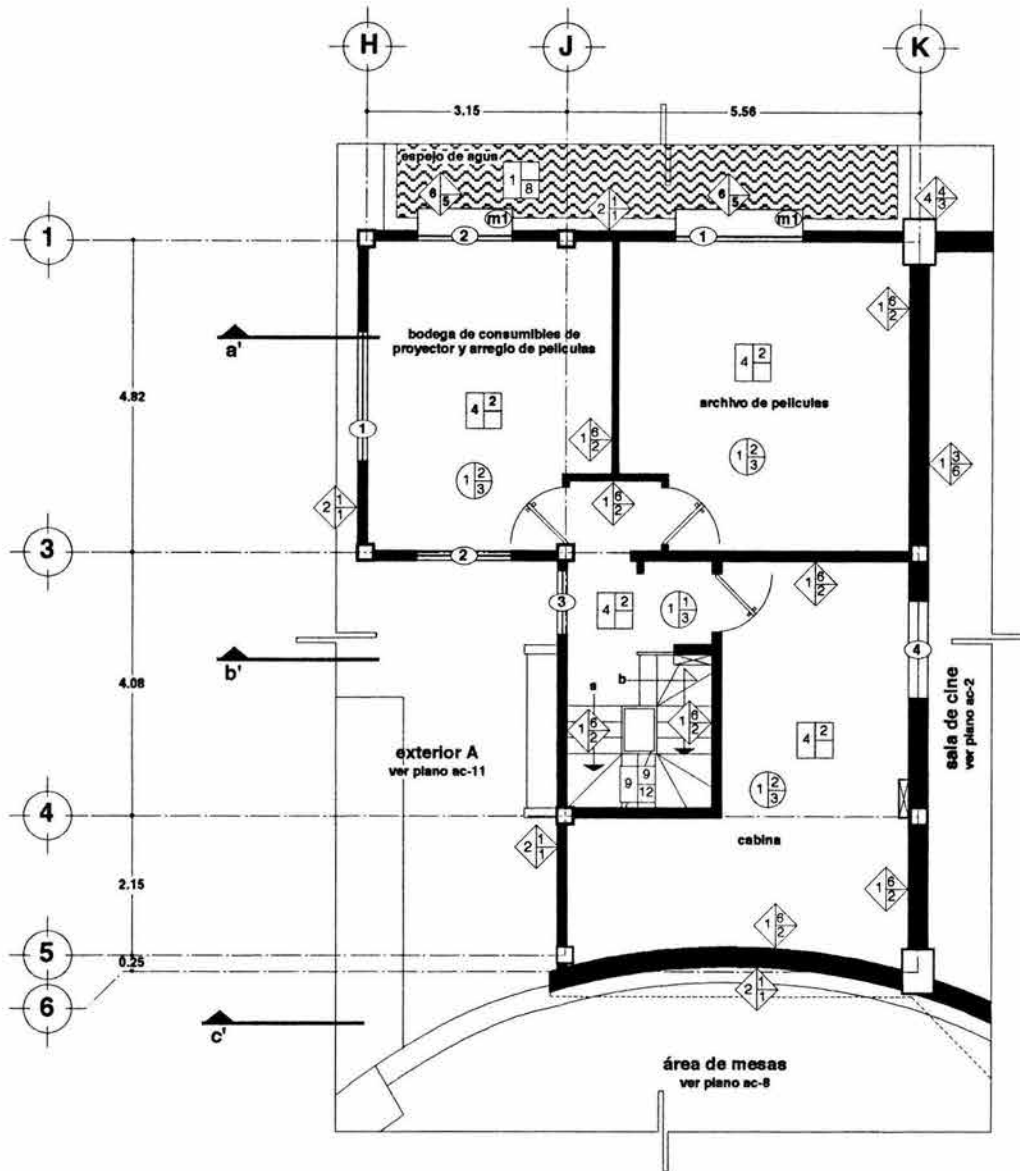 H J K
3.15 5.56
espejo de agua
1 8
6 5
6 5
2 1 1
4 4 3
m1 m1
1
2 1
1 6 2
a'
bodega de consumibles de
proyector y arreglo de peliculas
4 2
4.82
archivo de peliculas
4 2
1
1 6 2
1 2 3
1 3 6
1 2 3
2 1 1
1 6 2
3
2
1 6 2
3
4 2
1 1 3
b'
4
4.08
b
a
1 6 2
1 6 2
4 2
exterior A
ver plano ac-11
sala de cine
ver plano ac-2
9 9 12
1 2 3
4
cabina
2 1 1
2.15
1 6 2
1 6 2
5
0.25
6
2 1 1
c'
área de mesas
ver plano ac-8